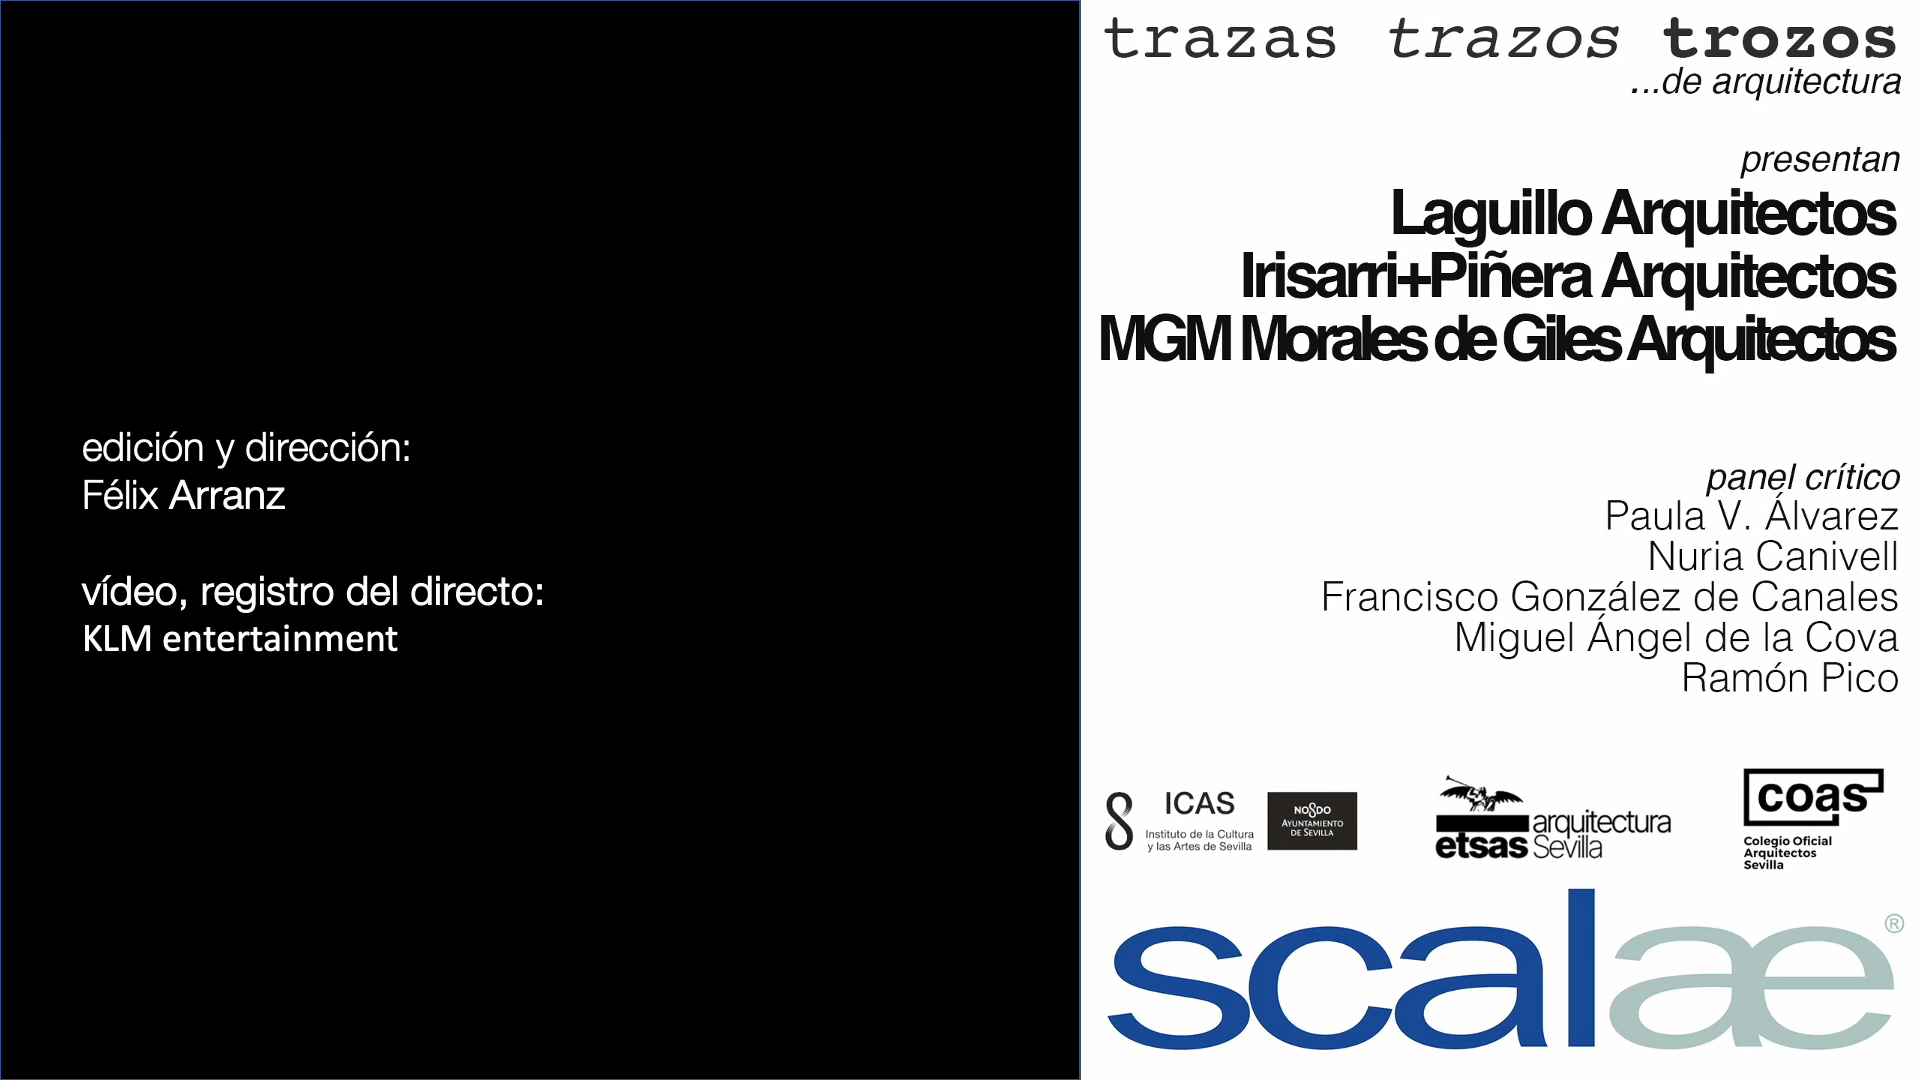 edición y dirección:
Félix Arranz
vídeo, registro del directo:
KLM entertainment
trazas trazos trozos
...de arquitectura
presentan
Laguillo Arquitectos
Irisarri+Piñera Arquitectos
MGM Morales de Giles Arquitectos
panel crítico
Paula V. Álvarez
Nuria Canivell
Francisco González de Canales
Miguel Ángel de la Cova
Ramón Pico
ICAS
Instituto de la Cultura
y las Artes de Sevilla
NO8DO
AYUNTAMIENTO
DE SEVILLA
etsas arquitectura
Sevilla
coas
Colegio Oficial
Arquitectos
Sevilla
scalae®